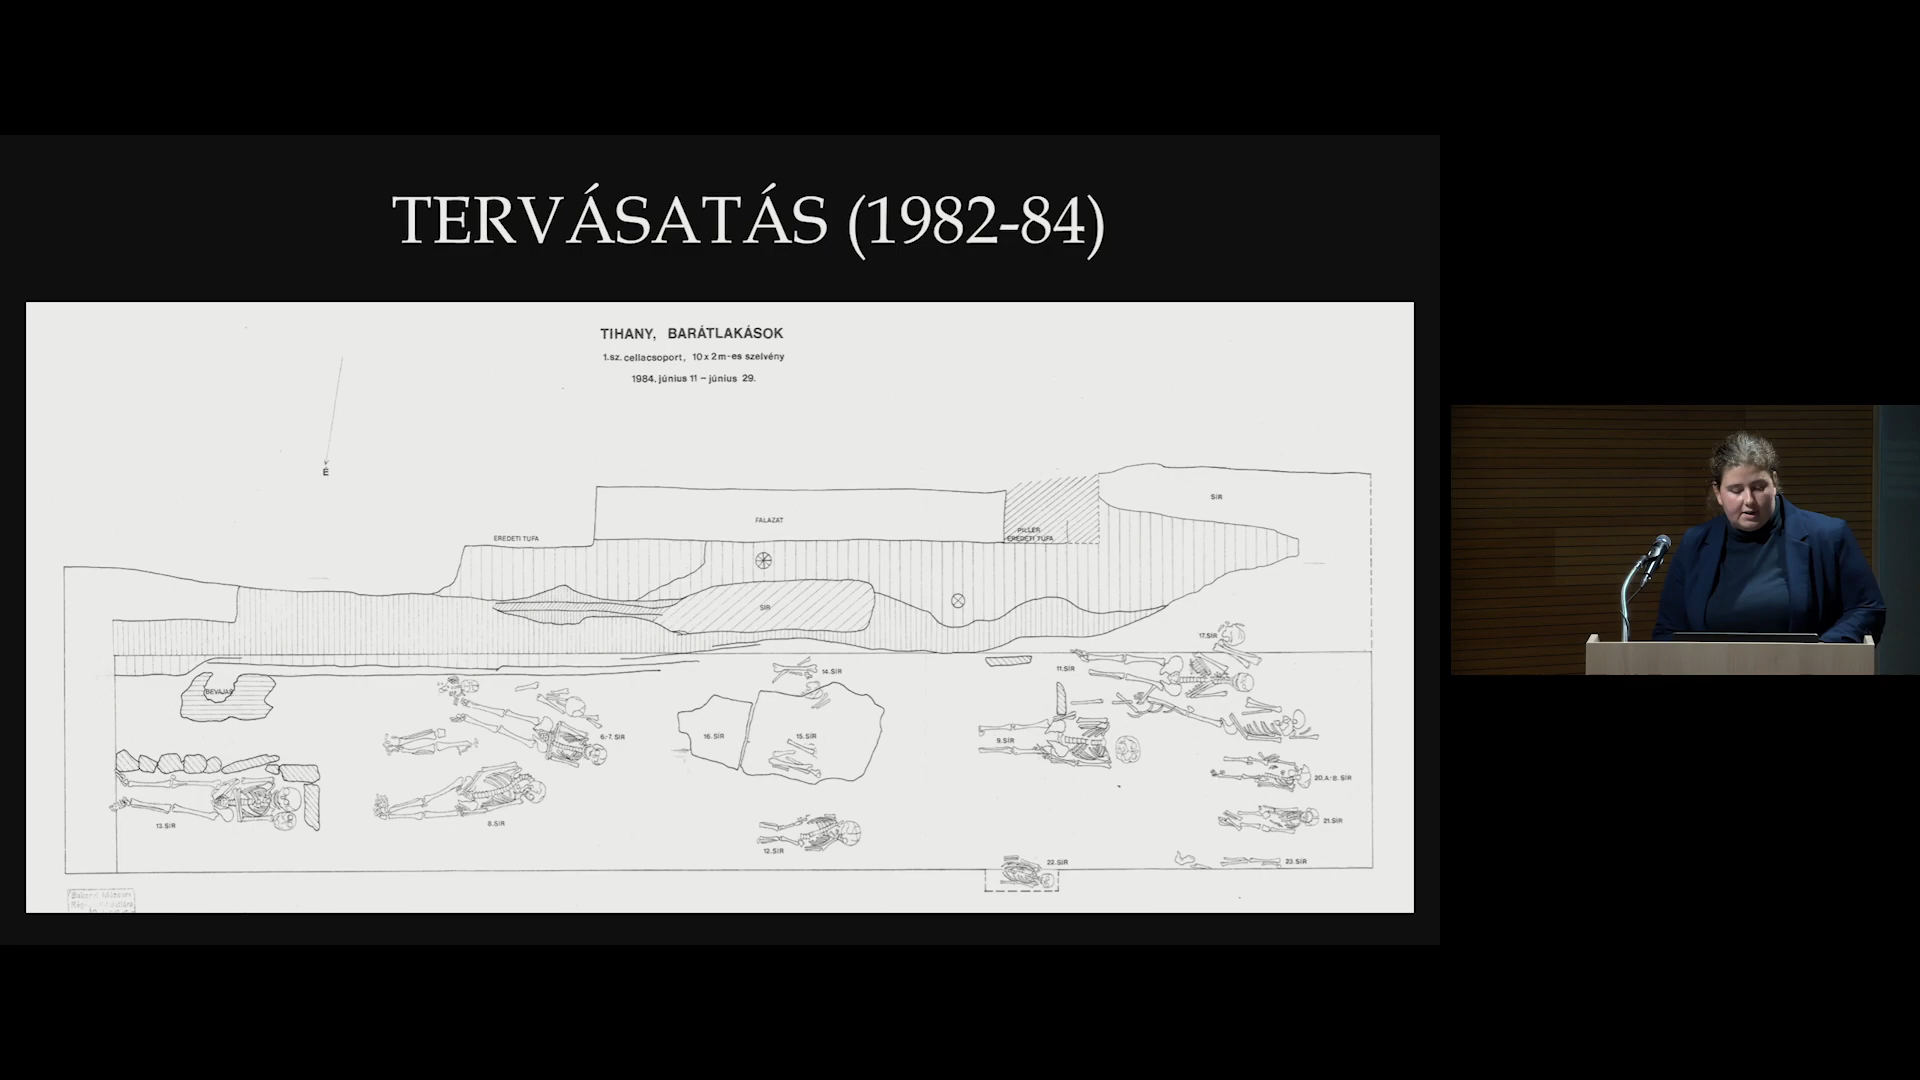 TERVÁSATÁS (1982-84)
TIHANY, BARÁTLAKÁSOK
1.sz. cellacsoport, 10 x 2 m-es szelvény
1984. június 11 – június 29.
É
SÍR
FALAZAT
PILLÉR
EREDETI TUFA
EREDETI TUFA
SÍR
17.SÍR
14.SÍR
11.SÍR
BEVÁJÁS
16.SÍR
15.SÍR
6.-7. SÍR
9.SÍR
20.A-B. SÍR
13.SÍR
8.SÍR
21.SÍR
12.SÍR
22.SÍR
23.SÍR